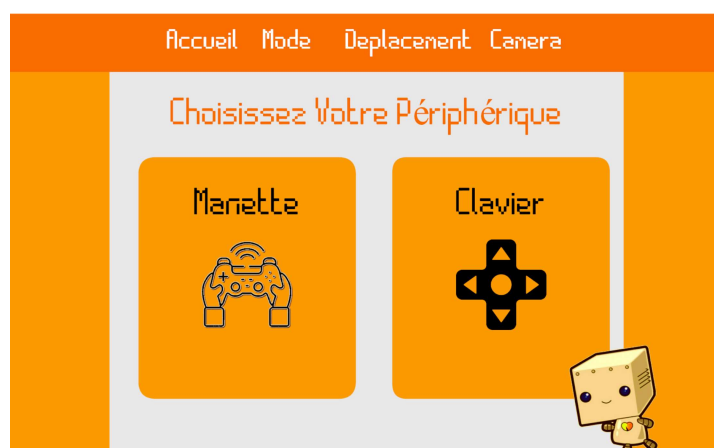 Accueil Mode Deplacement Camera
Choisissez Votre Périphérique
Manette Clavier